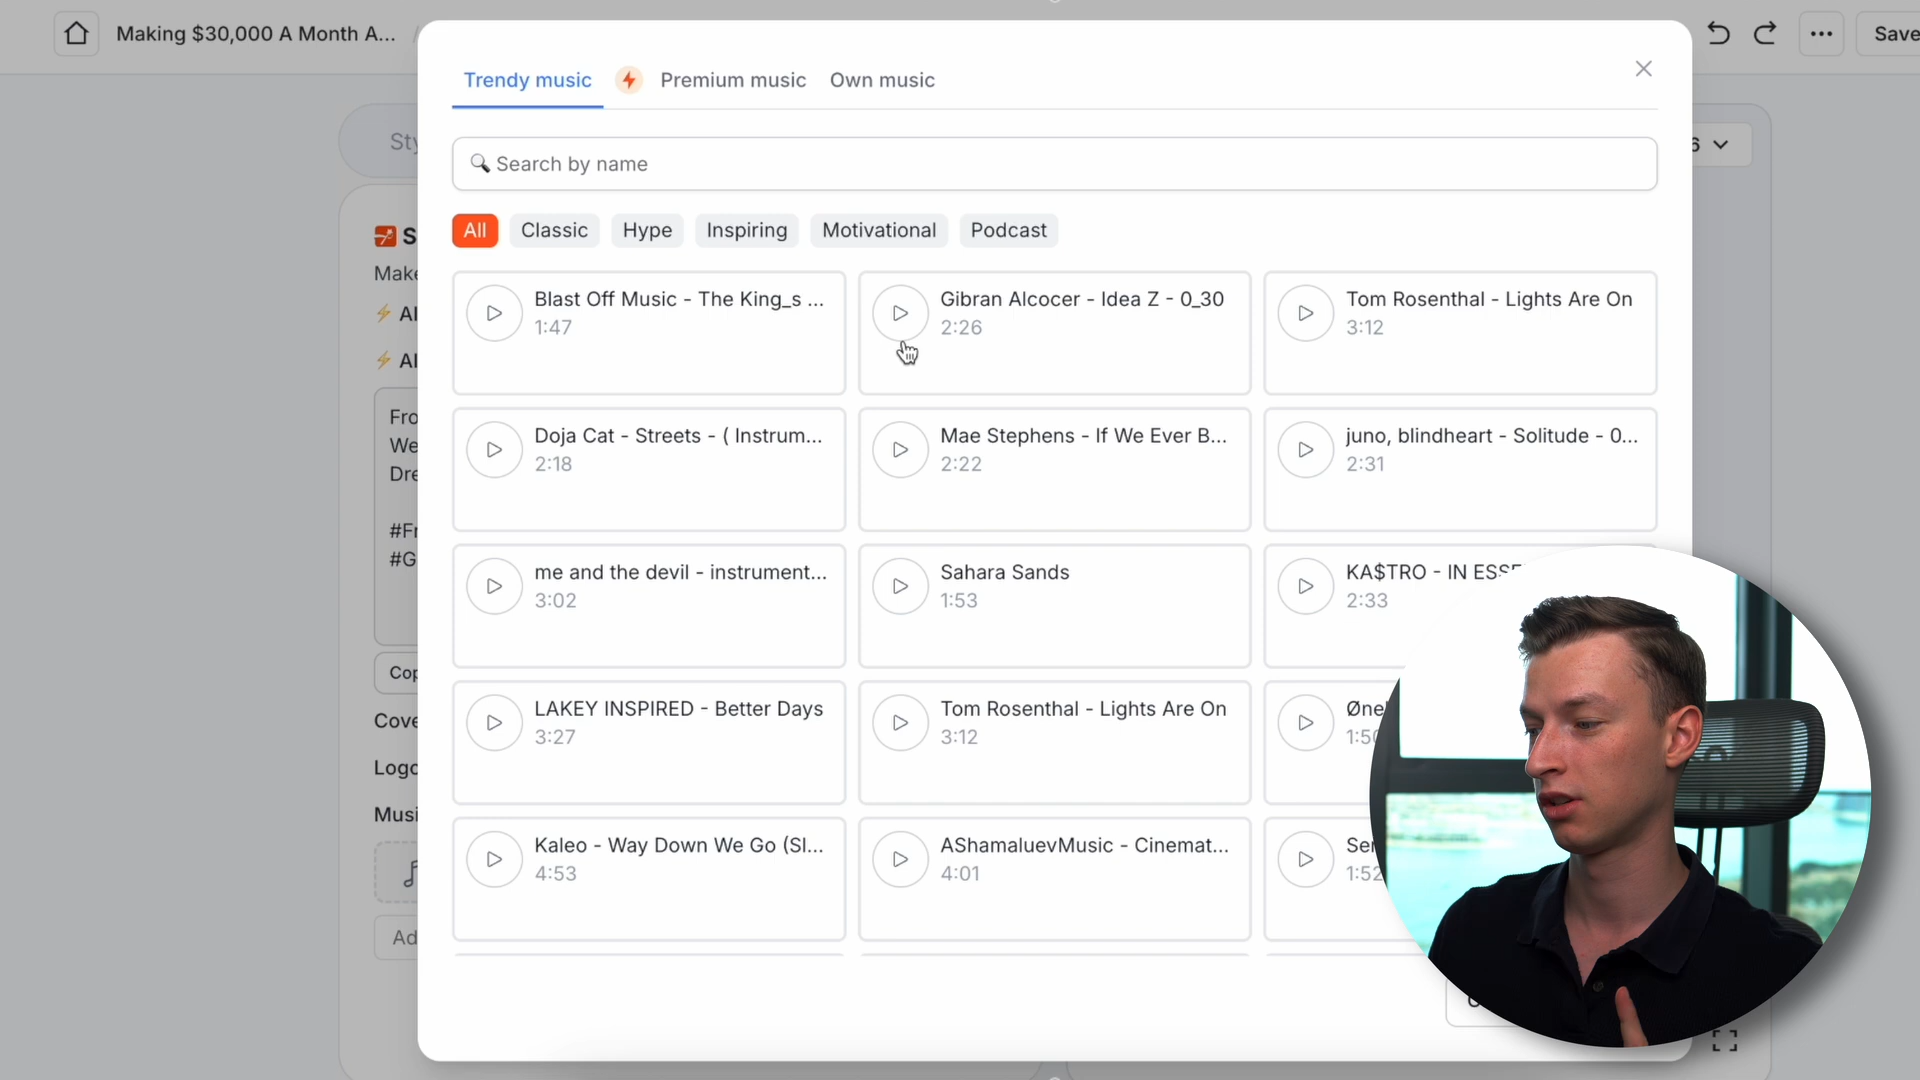 Making $30,000 A Month A...
Save
Trendy music
Premium music
Own music
Search by name
All
Classic
Hype
Inspiring
Motivational
Podcast
Blast Off Music - The King_s ...
1:47
Gibran Alcocer - Idea Z - 0_30
2:26
Tom Rosenthal - Lights Are On
3:12
Doja Cat - Streets - ( Instrum...
2:18
Mae Stephens - If We Ever B...
2:22
juno, blindheart - Solitude - 0...
2:31
me and the devil - instrument...
3:02
Sahara Sands
1:53
KA$TRO - IN
2:33
LAKEY INSPIRED - Better Days
3:27
Tom Rosenthal - Lights Are On
3:12
Kaleo - Way Down We Go (Sl...
4:53
AShamaluevMusic - Cinemat...
4:01
1:52